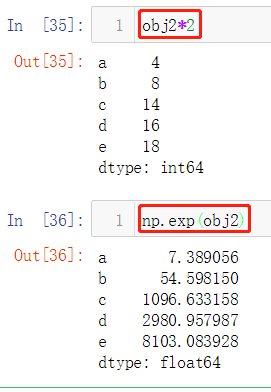 In [35]: 1 obj2*2
Out[35]: a 4
b 8
c 14
d 16
e 18
dtype: int64
In [36]: 1 np.exp(obj2)
Out[36]: a 7.389056
b 54.598150
c 1096.633158
d 2980.957987
e 8103.083928
dtype: float64